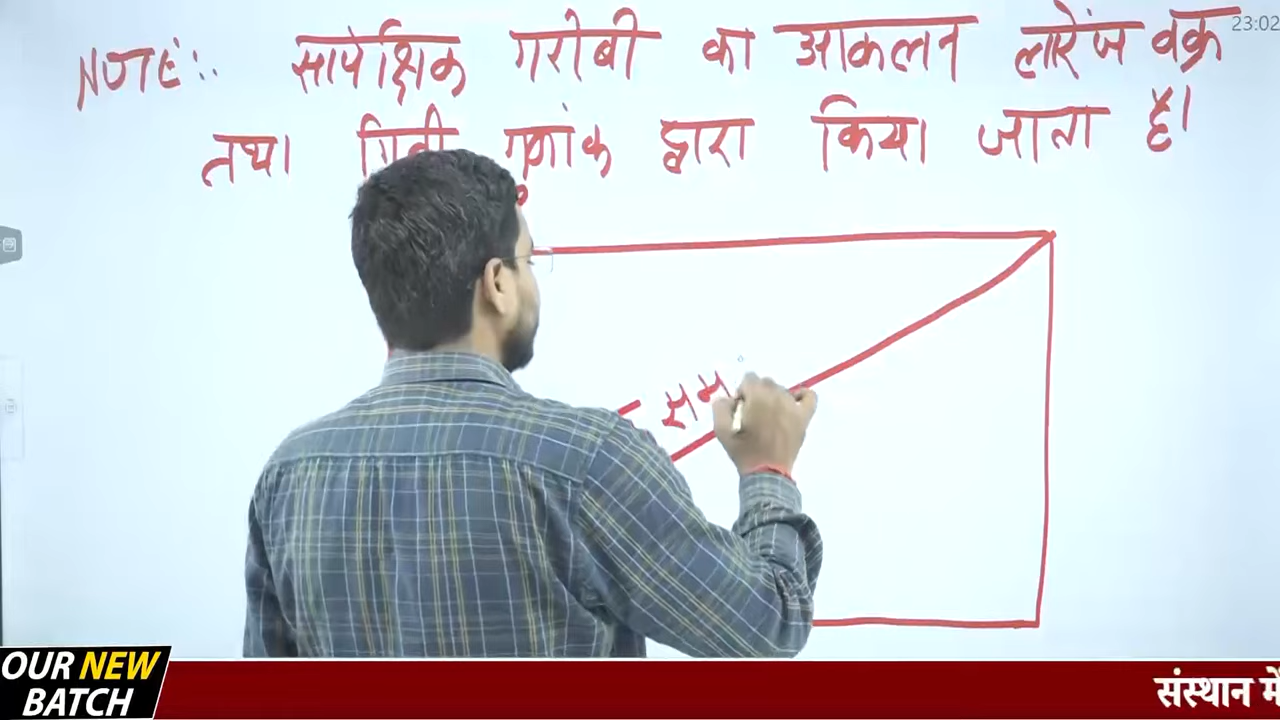 NOTE:. सापेक्षिक गरीबी का आकलन लारेंज वक्र
23:02
तथा गिनी गुणांक द्वारा किया जाता है।
सम
OUR NEW
BATCH
संस्थान में